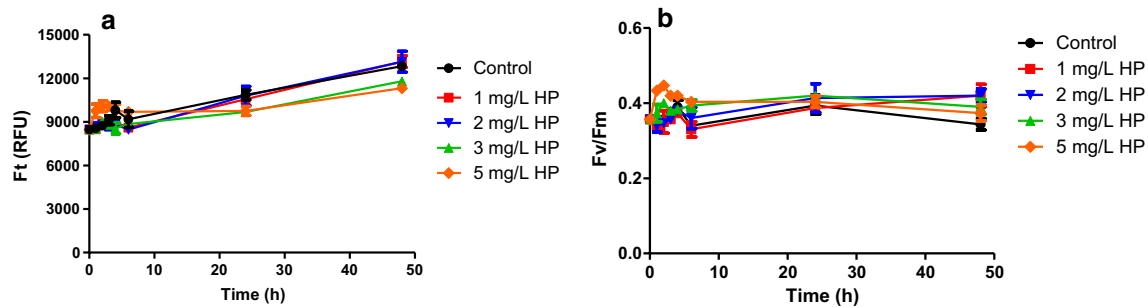 a
Ft (RFU)
15000
12000
9000
6000
3000
0
0 10 20 30 40 50
Time (h)
Control
1 mg/L HP
2 mg/L HP
3 mg/L HP
5 mg/L HP
b
Fv/Fm
0.6
0.4
0.2
0.0
0 10 20 30 40 50
Time (h)
Control
1 mg/L HP
2 mg/L HP
3 mg/L HP
5 mg/L HP